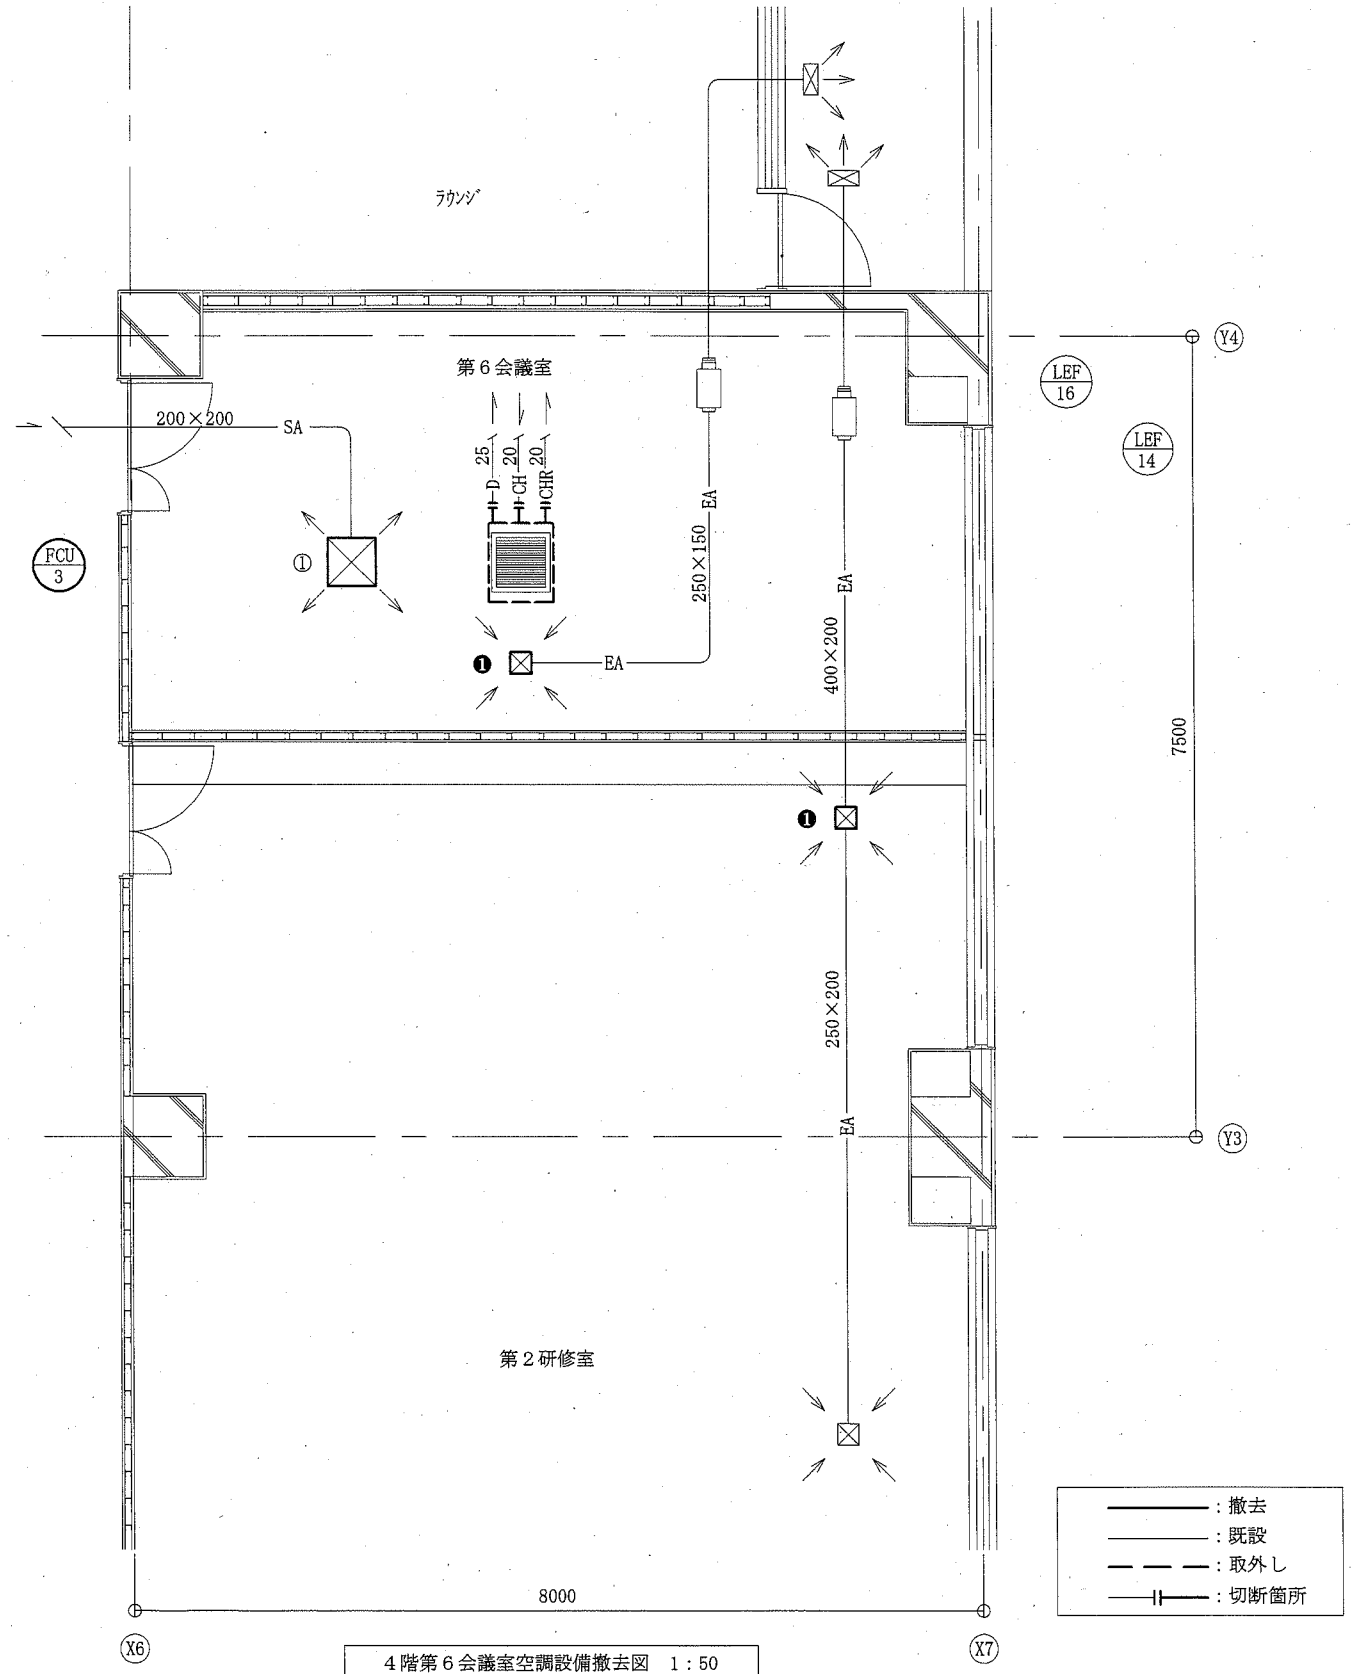 ラウンジ
Y4
第６会議室
LEF
16
200×200
SA
LEF
14
25
20
20
D
CH
CHR
EA
250×150
FCU
3
①
EA
❶
EA
400×200
7500
❶
250×200
EA
Y3
第２研修室
：撤去
：既設
：取外し
：切断箇所
8000
X6
X7
４階第６会議室空調設備撤去図 1：50